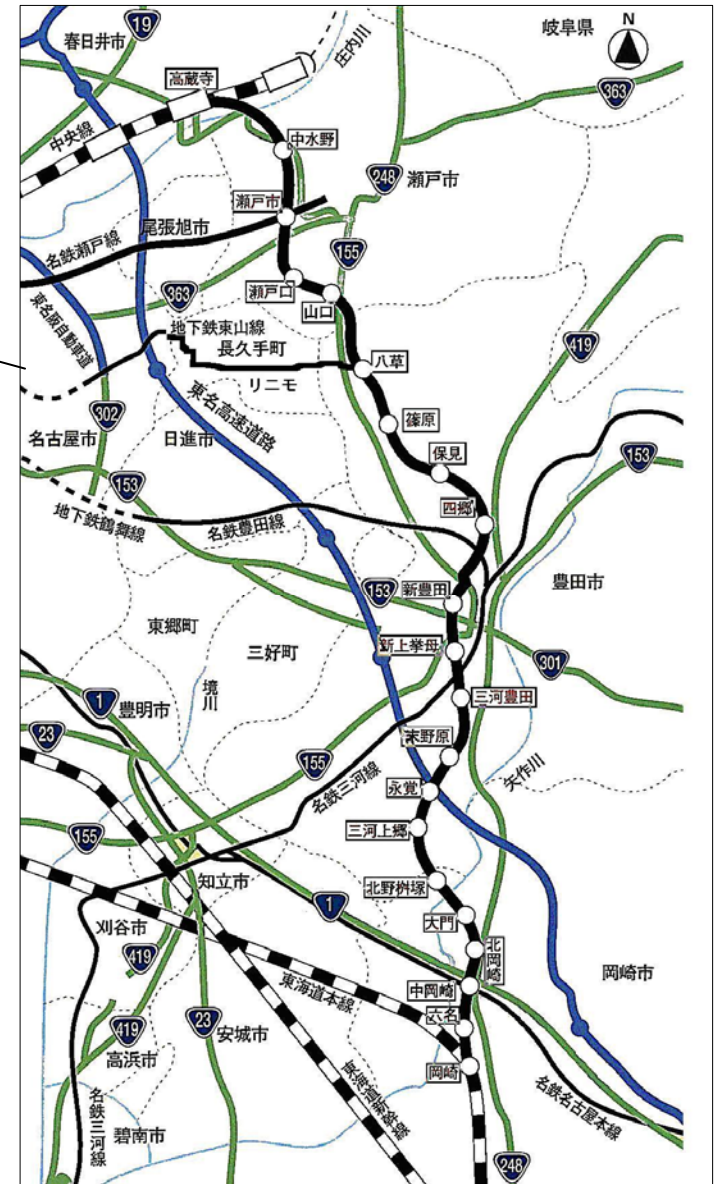 19
春日井市
岐阜県
N
高蔵寺
庄内川
363
中央線
中水野
248
瀬戸市
瀬戸市
尾張旭市
名鉄瀬戸線
155
瀬戸口
363
山口
東名阪自動車道
地下鉄東山線
長久手町
419
八草
リニモ
302
東名高速道路
篠原
名古屋市
日進市
保見
153
153
四郷
地下鉄鶴舞線
名鉄豊田線
豊田市
153
新豊田
東郷町
三好町
新上挙母
301
境川
1
豊明市
三河豊田
23
末野原
155
矢作川
名鉄三河線
永覚
155
三河上郷
知立市
北野桝塚
1
刈谷市
大門
北岡崎
419
岡崎市
東海道本線
中岡崎
419
23
安城市
六名
高浜市
岡崎
東海道新幹線
名鉄名古屋本線
名鉄三河線
碧南市
248